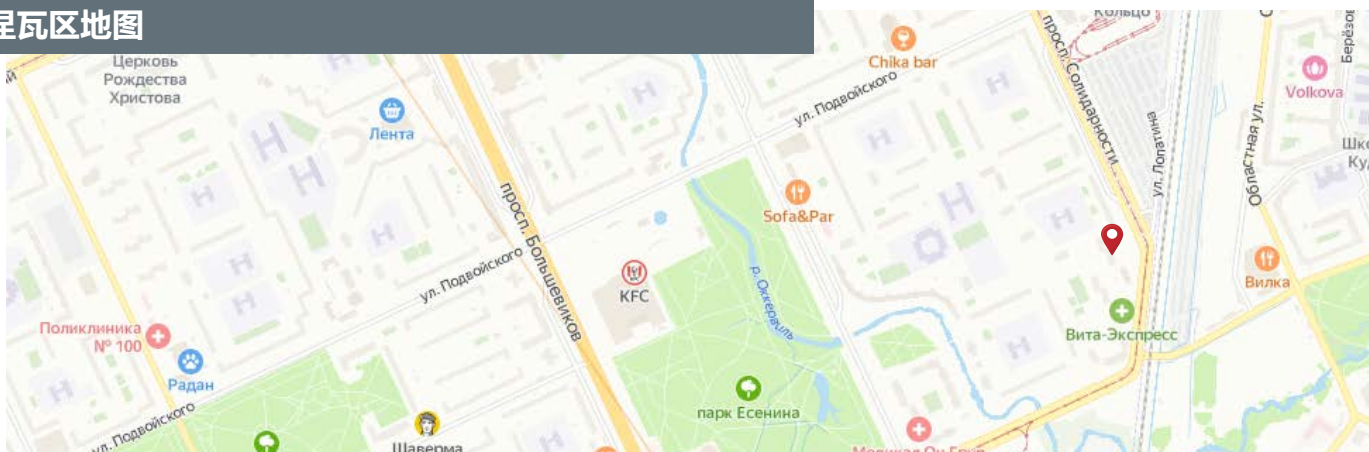 涅瓦区地图
Церковь
Рождества
Христова
Лента
Chika bar
ул. Подвойского
Кольцо
просп. Солидарности
ул. Лопатина
Областная ул.
Volkova
просп. Большевиков
Sofa&Par
ул. Подвойского
KFC
р. Оккервиль
Вилка
Поликлиника
№ 100
Радан
Вита-Экспресс
парк Есенина
ул. Подвойского
Шаверма